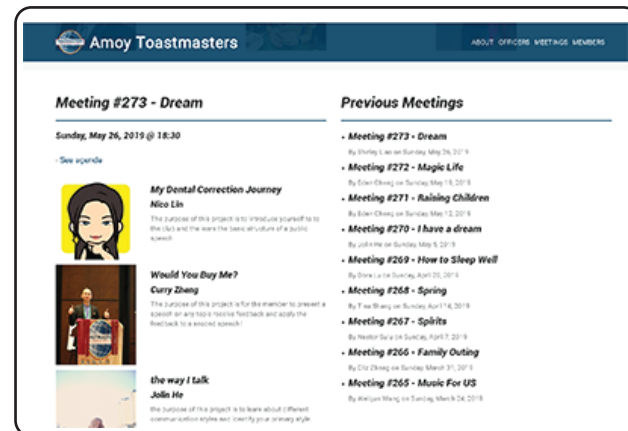 Amoy Toastmasters
ABOUT OFFICERS MEETINGS MEMBERS
Meeting #273 - Dream
Sunday, May 26, 2019 @ 18:30
- See agenda
My Dental Correction Journey
Nico Lin
The purpose of this project is to introduce yourself to to
the club and the learn the basic structure of a public
speech
Would You Buy Me?
Curry Zheng
The purpose of this project is for the member to present a
speech on any topic receive feedback and apply the
feedback to a second speech!
the way I talk
Jolin He
the purpose of this project is to learn about different
communication styles and identify your primary style.
Previous Meetings
Meeting #273 - Dream
By Shirley on Sunday, May 26, 2019
Meeting #272 - Magic Life
By Eden Cheng on Sunday, May 19, 2019
Meeting #271 - Raising Children
By Eden Cheng on Sunday, May 12, 2019
Meeting #270 - I have a dream
By Jolin He on Sunday, May 5, 2019
Meeting #269 - How to Sleep Well
By Dora Lu on Sunday, April 2019
Meeting #268 - Spring
By Tina Shang on Sunday, April 14, 2019
Meeting #267 - Spirits
By Nestor on Sunday, April 7, 2019
Meeting #266 - Family Outing
By Zhong on Sunday, March 31, 2019
Meeting #265 - Music For US
By Wang on Sunday, March 24, 2019